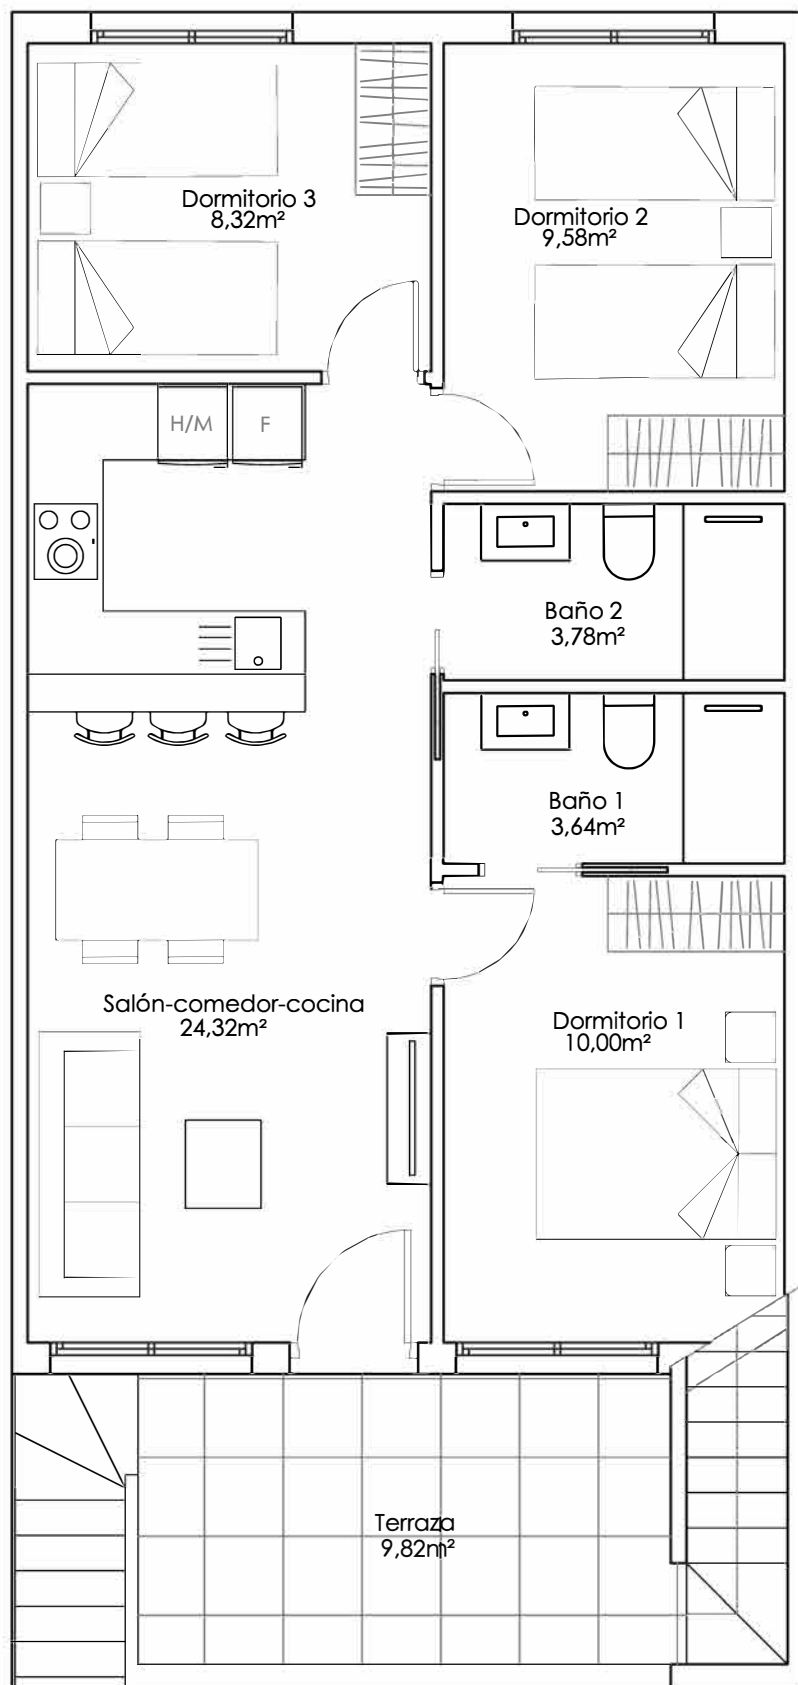 Dormitorio 3
8,32m²
Dormitorio 2
9,58m²
H/M
F
Baño 2
3,78m²
Baño 1
3,64m²
Salón-comedor-cocina
24,32m²
Dormitorio 1
10,00m²
Terraza
9,82m²